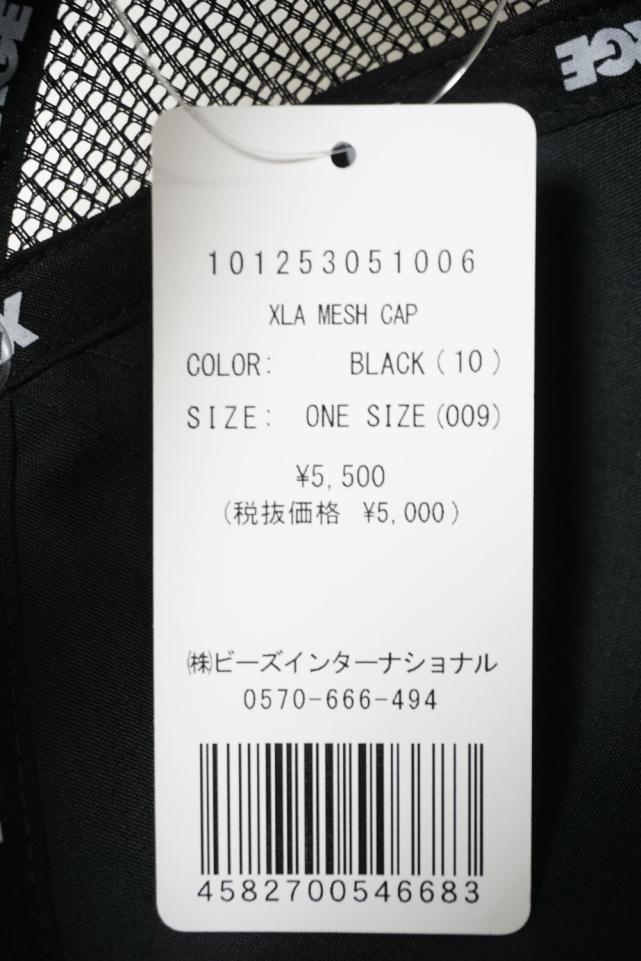 RGE
101253051006
XLA MESH CAP
COLOR: BLACK(10)
SIZE: ONE SIZE(009)
¥5,500
(税抜価格 ¥5,000)
㈱ビーズインターナショナル
0570-666-494
4582700546683
X